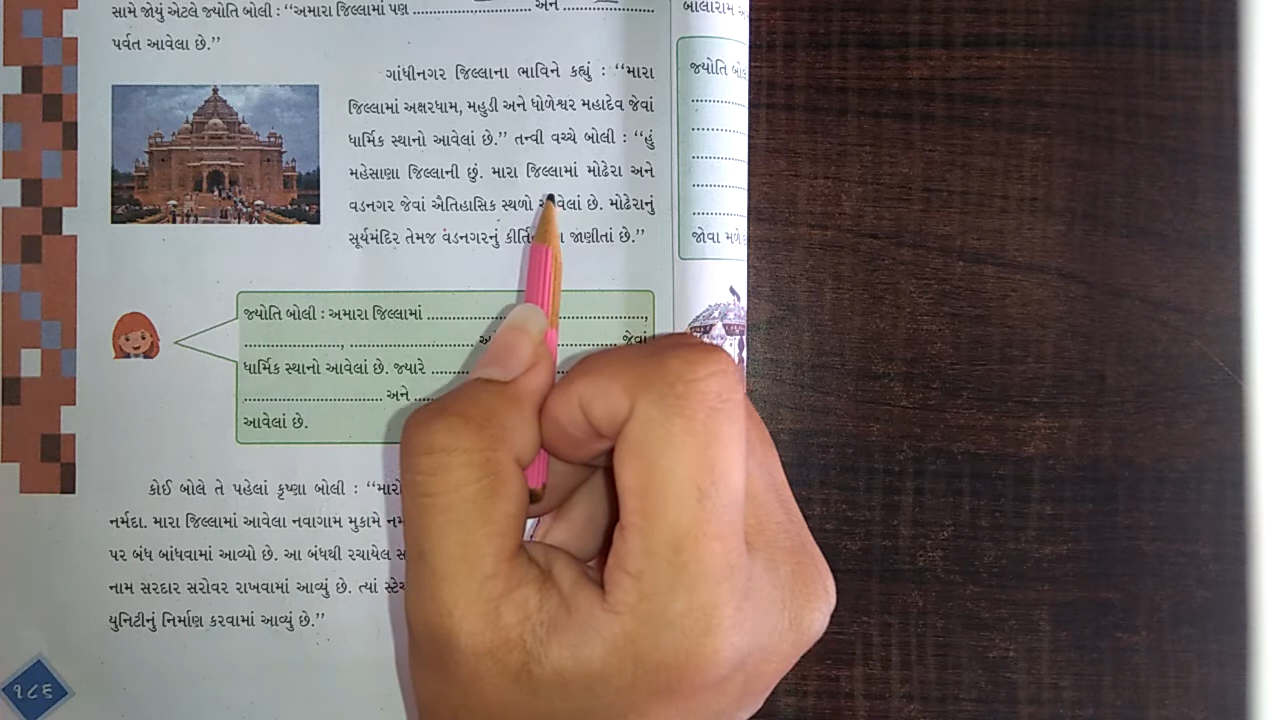 સામે જોયું એટલે જ્યોતિ બોલી : “અમારા જિલ્લામાં પણ .............................. અને ......................
પર્વત આવેલા છે.”
ગાંધીનગર જિલ્લાના ભાવિને કહ્યું : “મારા
જિલ્લામાં અક્ષરધામ, મહુડી અને ધોળેશ્વર મહાદેવ જેવાં
ધાર્મિક સ્થાનો આવેલાં છે.” તન્વી વચ્ચે બોલી : “હું
મહેસાણા જિલ્લાની છું. મારા જિલ્લામાં મોઢેરા અને
વડનગર જેવાં ઐતિહાસિક સ્થળો આવેલાં છે. મોઢેરાનું
સૂર્યમંદિર તેમજ વડનગરનું જાણીતાં છે.”
જ્યોતિ બોલી : અમારા જિલ્લામાં ..............................,
........................, .............................. ..................... જેવાં
ધાર્મિક સ્થાનો આવેલાં છે. જ્યારે .........
.................................. અને .....
આવેલાં છે.
કોઈ બોલે તે પહેલાં કૃષ્ણા બોલી : “મારો
નર્મદા. મારા જિલ્લામાં આવેલા નવાગામ મુકામે
પર બંધ બાંધવામાં આવ્યો છે. આ બંધથી રચાયેલ
નામ સરદાર સરોવર રાખવામાં આવ્યું છે. ત્યાં
યુનિટીનું નિર્માણ કરવામાં આવ્યું છે.”
૧૮૬
બાલારામ
જ્યોતિ
..............
..............
..............
..............
..............
જોવા મળે